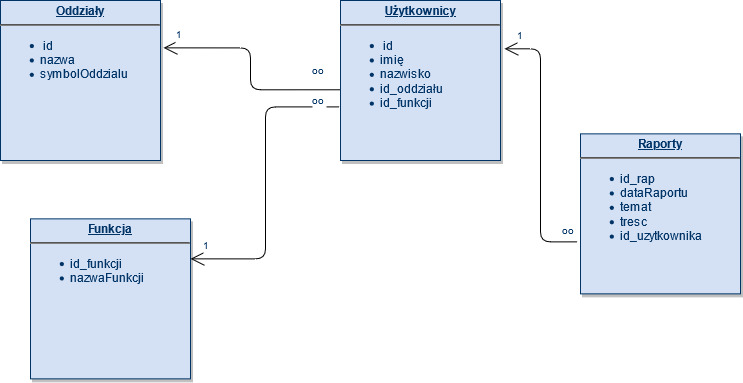 Oddziały
id
nazwa
symbolOddzialu
1
oo
oo
Użytkownicy
id
imię
nazwisko
id_oddziału
id_funkcji
1
oo
Raporty
id_rap
dataRaportu
temat
tresc
id_uzytkownika
Funkcja
id_funkcji
nazwaFunkcji
1